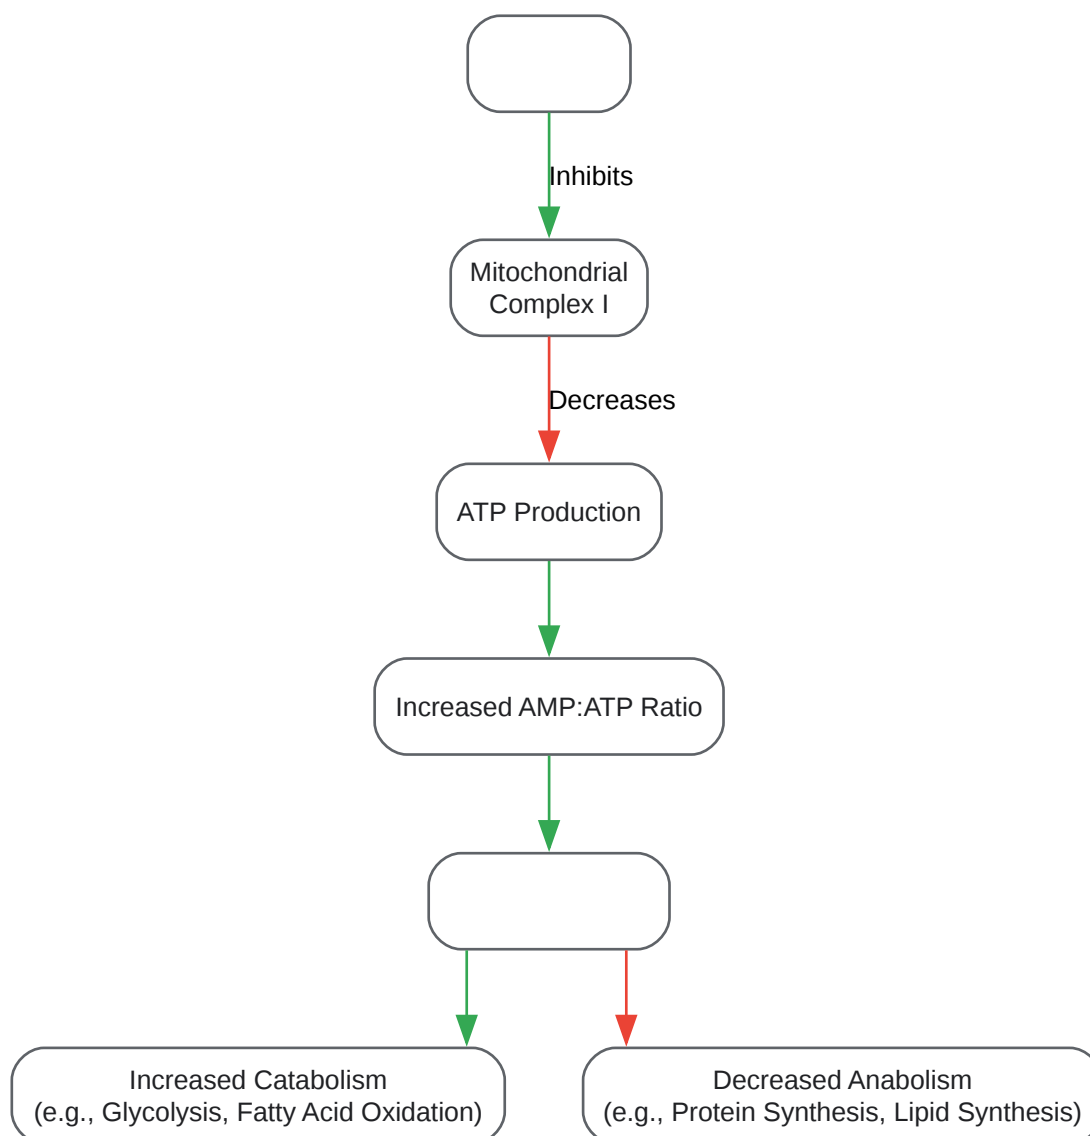 Inhibits
Mitochondrial
Complex I
Decreases
ATP Production
Increased AMP:ATP Ratio
Increased Catabolism
(e.g., Glycolysis, Fatty Acid Oxidation)
Decreased Anabolism
(e.g., Protein Synthesis, Lipid Synthesis)